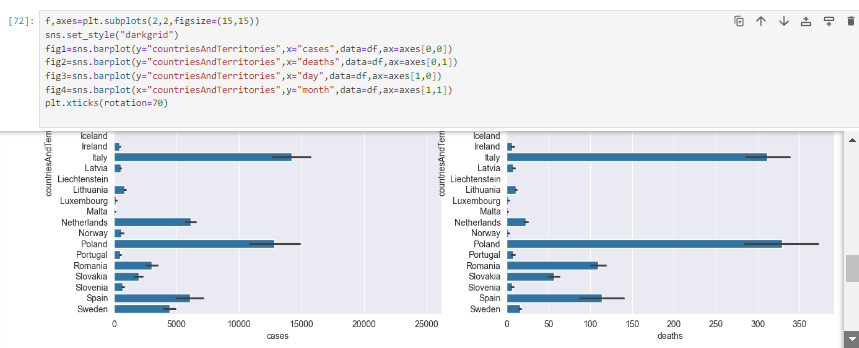 [72]: f,axes=plt.subplots(2,2,figsize=(15,15))
sns.set_style("darkgrid")
fig1=sns.barplot(y="countriesAndTerritories",x="cases",data=df,ax=axes[0,0])
fig2=sns.barplot(y="countriesAndTerritories",x="deaths",data=df,ax=axes[0,1])
fig3=sns.barplot(y="countriesAndTerritories",x="day",data=df,ax=axes[1,0])
fig4=sns.barplot(x="countriesAndTerritories",y="month",data=df,ax=axes[1,1])
plt.xticks(rotation=70)
countriesAndTerr
Iceland
Ireland
Italy
Latvia
Liechtenstein
Lithuania
Luxembourg
Malta
Netherlands
Norway
Poland
Portugal
Romania
Slovakia
Slovenia
Spain
Sweden
0 5000 10000 15000 20000 25000
cases
countriesAndTerr
Iceland
Ireland
Italy
Latvia
Liechtenstein
Lithuania
Luxembourg
Malta
Netherlands
Norway
Poland
Portugal
Romania
Slovakia
Slovenia
Spain
Sweden
0 50 100 150 200 250 300 350
deaths